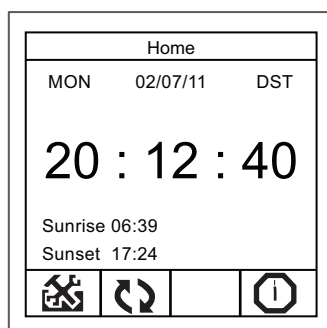 Home
MON 02/07/11 DST
20 : 12 : 40
Sunrise 06:39
Sunset 17:24
i